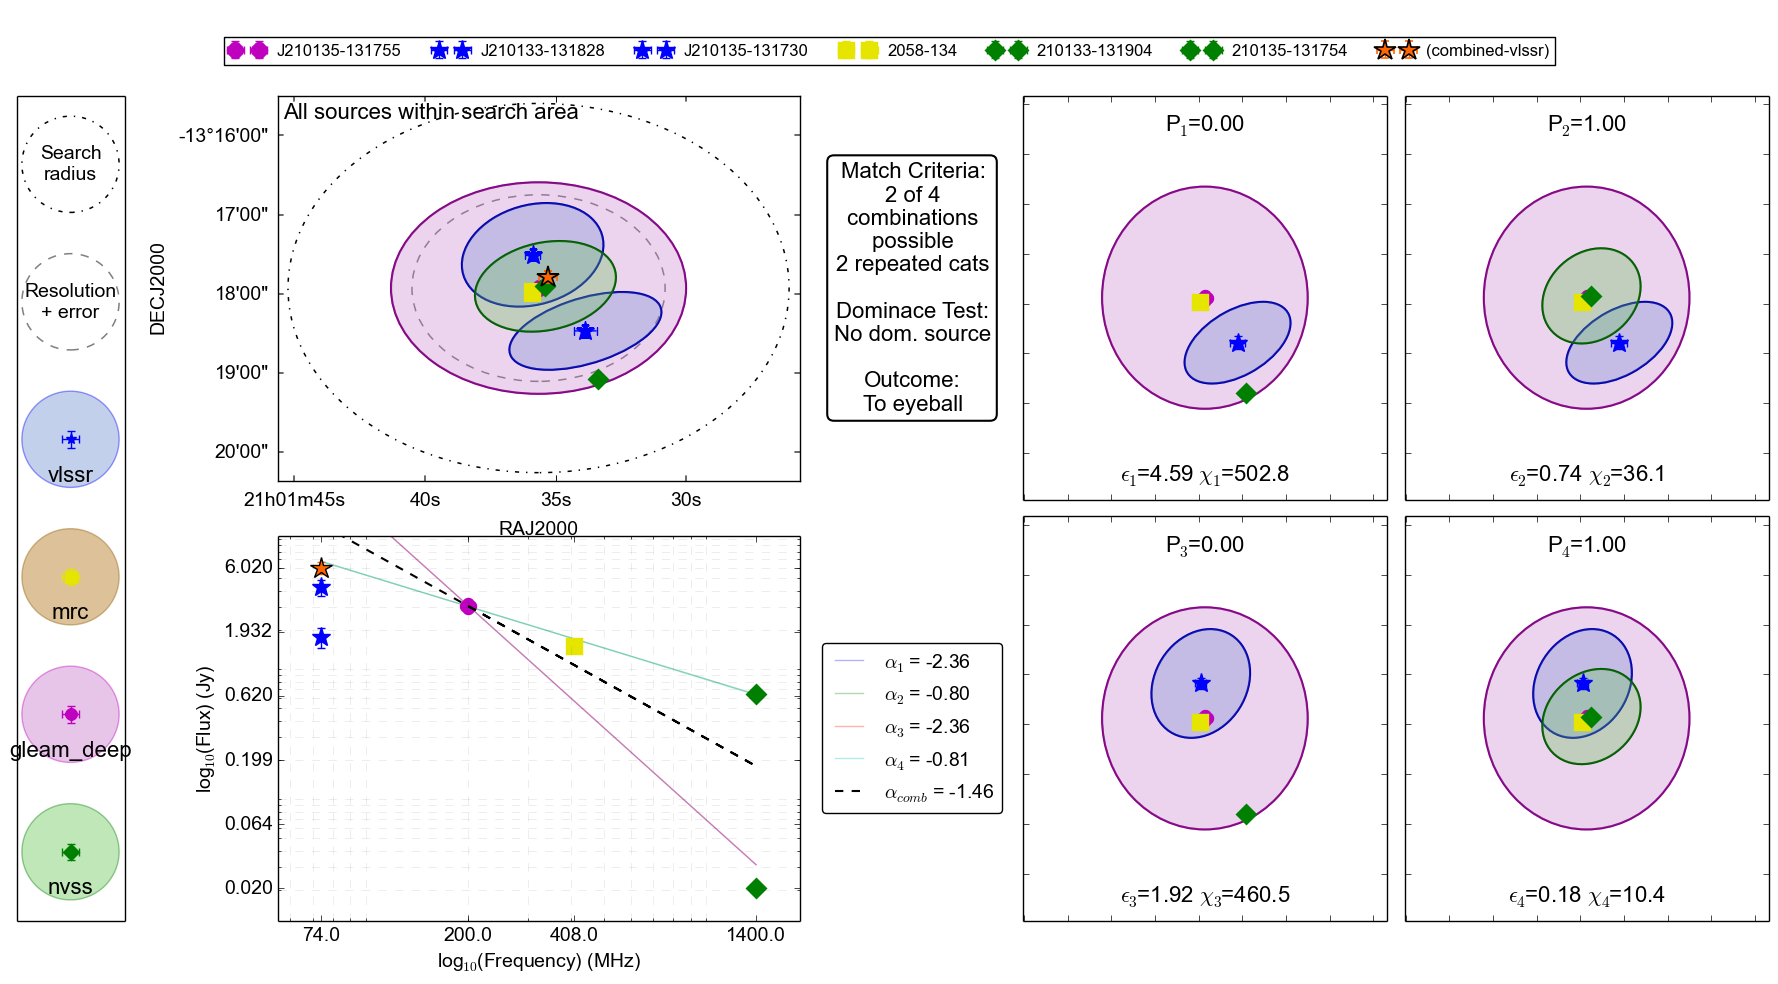 J210135-131755 J210133-131828 J210135-131730 2058-134 210133-131904 210135-131754 (combined-vlssr)
Search
radius
Resolution
+ error
vlssr
mrc
gleam_deep
nvss
All sources within search area
DECJ2000
-13°16'00"
17'00"
18'00"
19'00"
20'00"
21h01m45s 40s 35s 30s
RAJ2000
Match Criteria:
2 of 4
combinations
possible
2 repeated cats
Dominace Test:
No dom. source
Outcome:
To eyeball
P1=0.00
ϵ1=4.59 χ1=502.8
P2=1.00
ϵ2=0.74 χ2=36.1
log10(Flux) (Jy)
6.020
1.932
0.620
0.199
0.064
0.020
74.0 200.0 408.0 1400.0
log10(Frequency) (MHz)
α1 = -2.36
α2 = -0.80
α3 = -2.36
α4 = -0.81
αcomb = -1.46
P3=0.00
ϵ3=1.92 χ3=460.5
P4=1.00
ϵ4=0.18 χ4=10.4